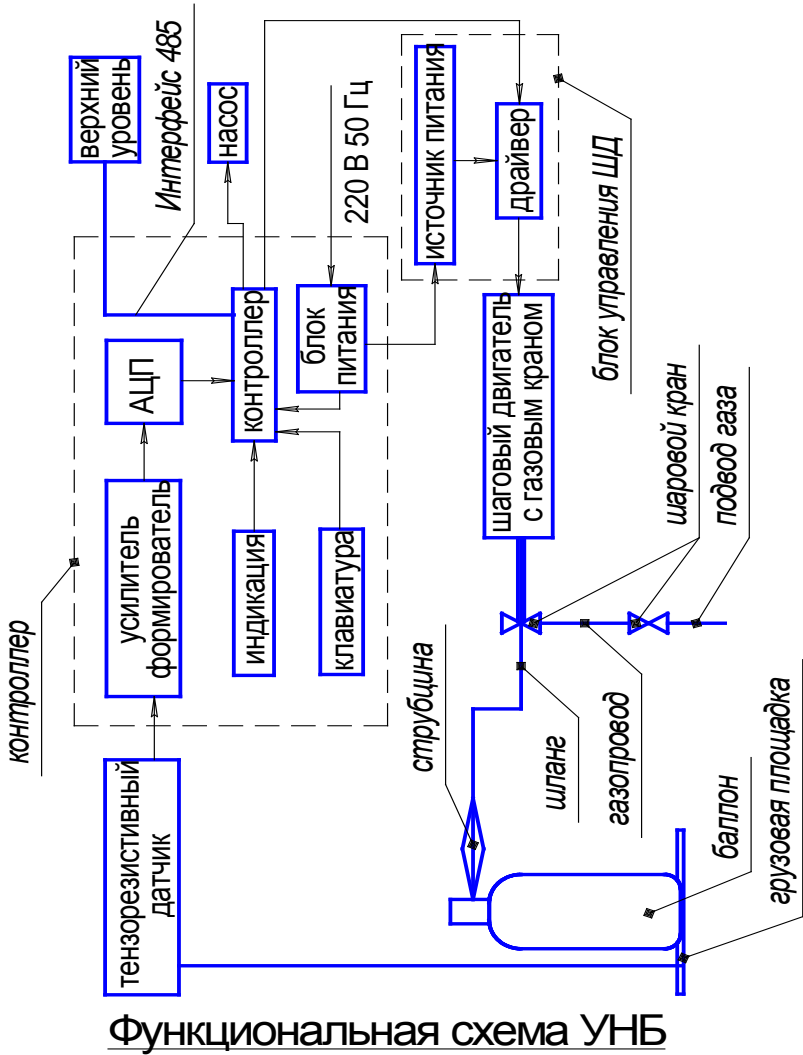 верхний
уровень
Интерфейс 485
насос
220 В 50 Гц
источник питания
драйвер
блок управления ШД
АЦП
контроллер
блок
питания
шаговый двигатель
с газовым краном
шаровой кран
подвод газа
усилитель
формирователь
индикация
клавиатура
контроллер
струбцина
шланг
газопровод
тензорезистивный
датчик
баллон
грузовая площадка
Функциональная схема УНБ